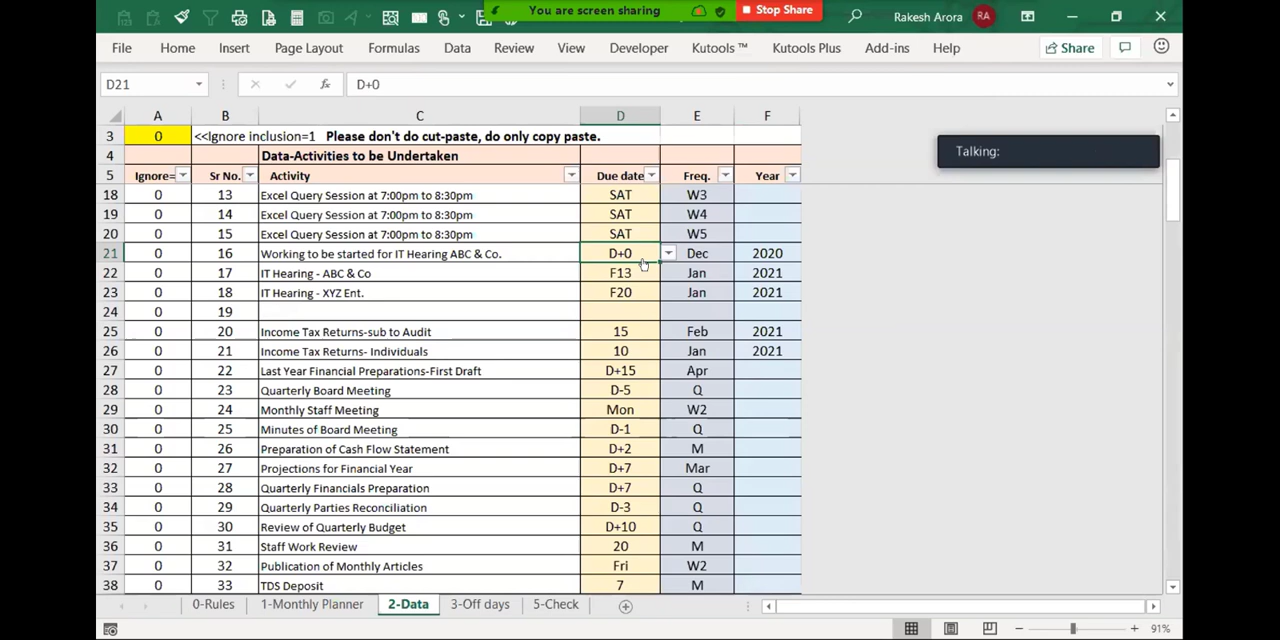 You are screen sharing Stop Share Rakesh Arora RA
File Home Insert Page Layout Formulas Data Review View Developer Kutools ™ Kutools Plus Add-ins Help Share
D21 fx D+0
A B C D E F
3 0 <<Ignore inclusion=1 Please don't do cut-paste, do only copy paste.
Talking:
4 Data-Activities to be Undertaken
5 Ignore= Sr No. Activity Due date Freq. Year
18 0 13 Excel Query Session at 7:00pm to 8:30pm SAT W3
19 0 14 Excel Query Session at 7:00pm to 8:30pm SAT W4
20 0 15 Excel Query Session at 7:00pm to 8:30pm SAT W5
21 0 16 Working to be started for IT Hearing ABC & Co. D+0 Dec 2020
22 0 17 IT Hearing - ABC & Co F13 Jan 2021
23 0 18 IT Hearing - XYZ Ent. F20 Jan 2021
24 0 19
25 0 20 Income Tax Returns-sub to Audit 15 Feb 2021
26 0 21 Income Tax Returns- Individuals 10 Jan 2021
27 0 22 Last Year Financial Preparations-First Draft D+15 Apr
28 0 23 Quarterly Board Meeting D-5 Q
29 0 24 Monthly Staff Meeting Mon W2
30 0 25 Minutes of Board Meeting D-1 Q
31 0 26 Preparation of Cash Flow Statement D+2 M
32 0 27 Projections for Financial Year D+7 Mar
33 0 28 Quarterly Financials Preparation D+7 Q
34 0 29 Quarterly Parties Reconciliation D-3 Q
35 0 30 Review of Quarterly Budget D+10 Q
36 0 31 Staff Work Review 20 M
37 0 32 Publication of Monthly Articles Fri W2
38 0 33 TDS Deposit 7 M
0-Rules 1-Monthly Planner 2-Data 3-Off days 5-Check
91%